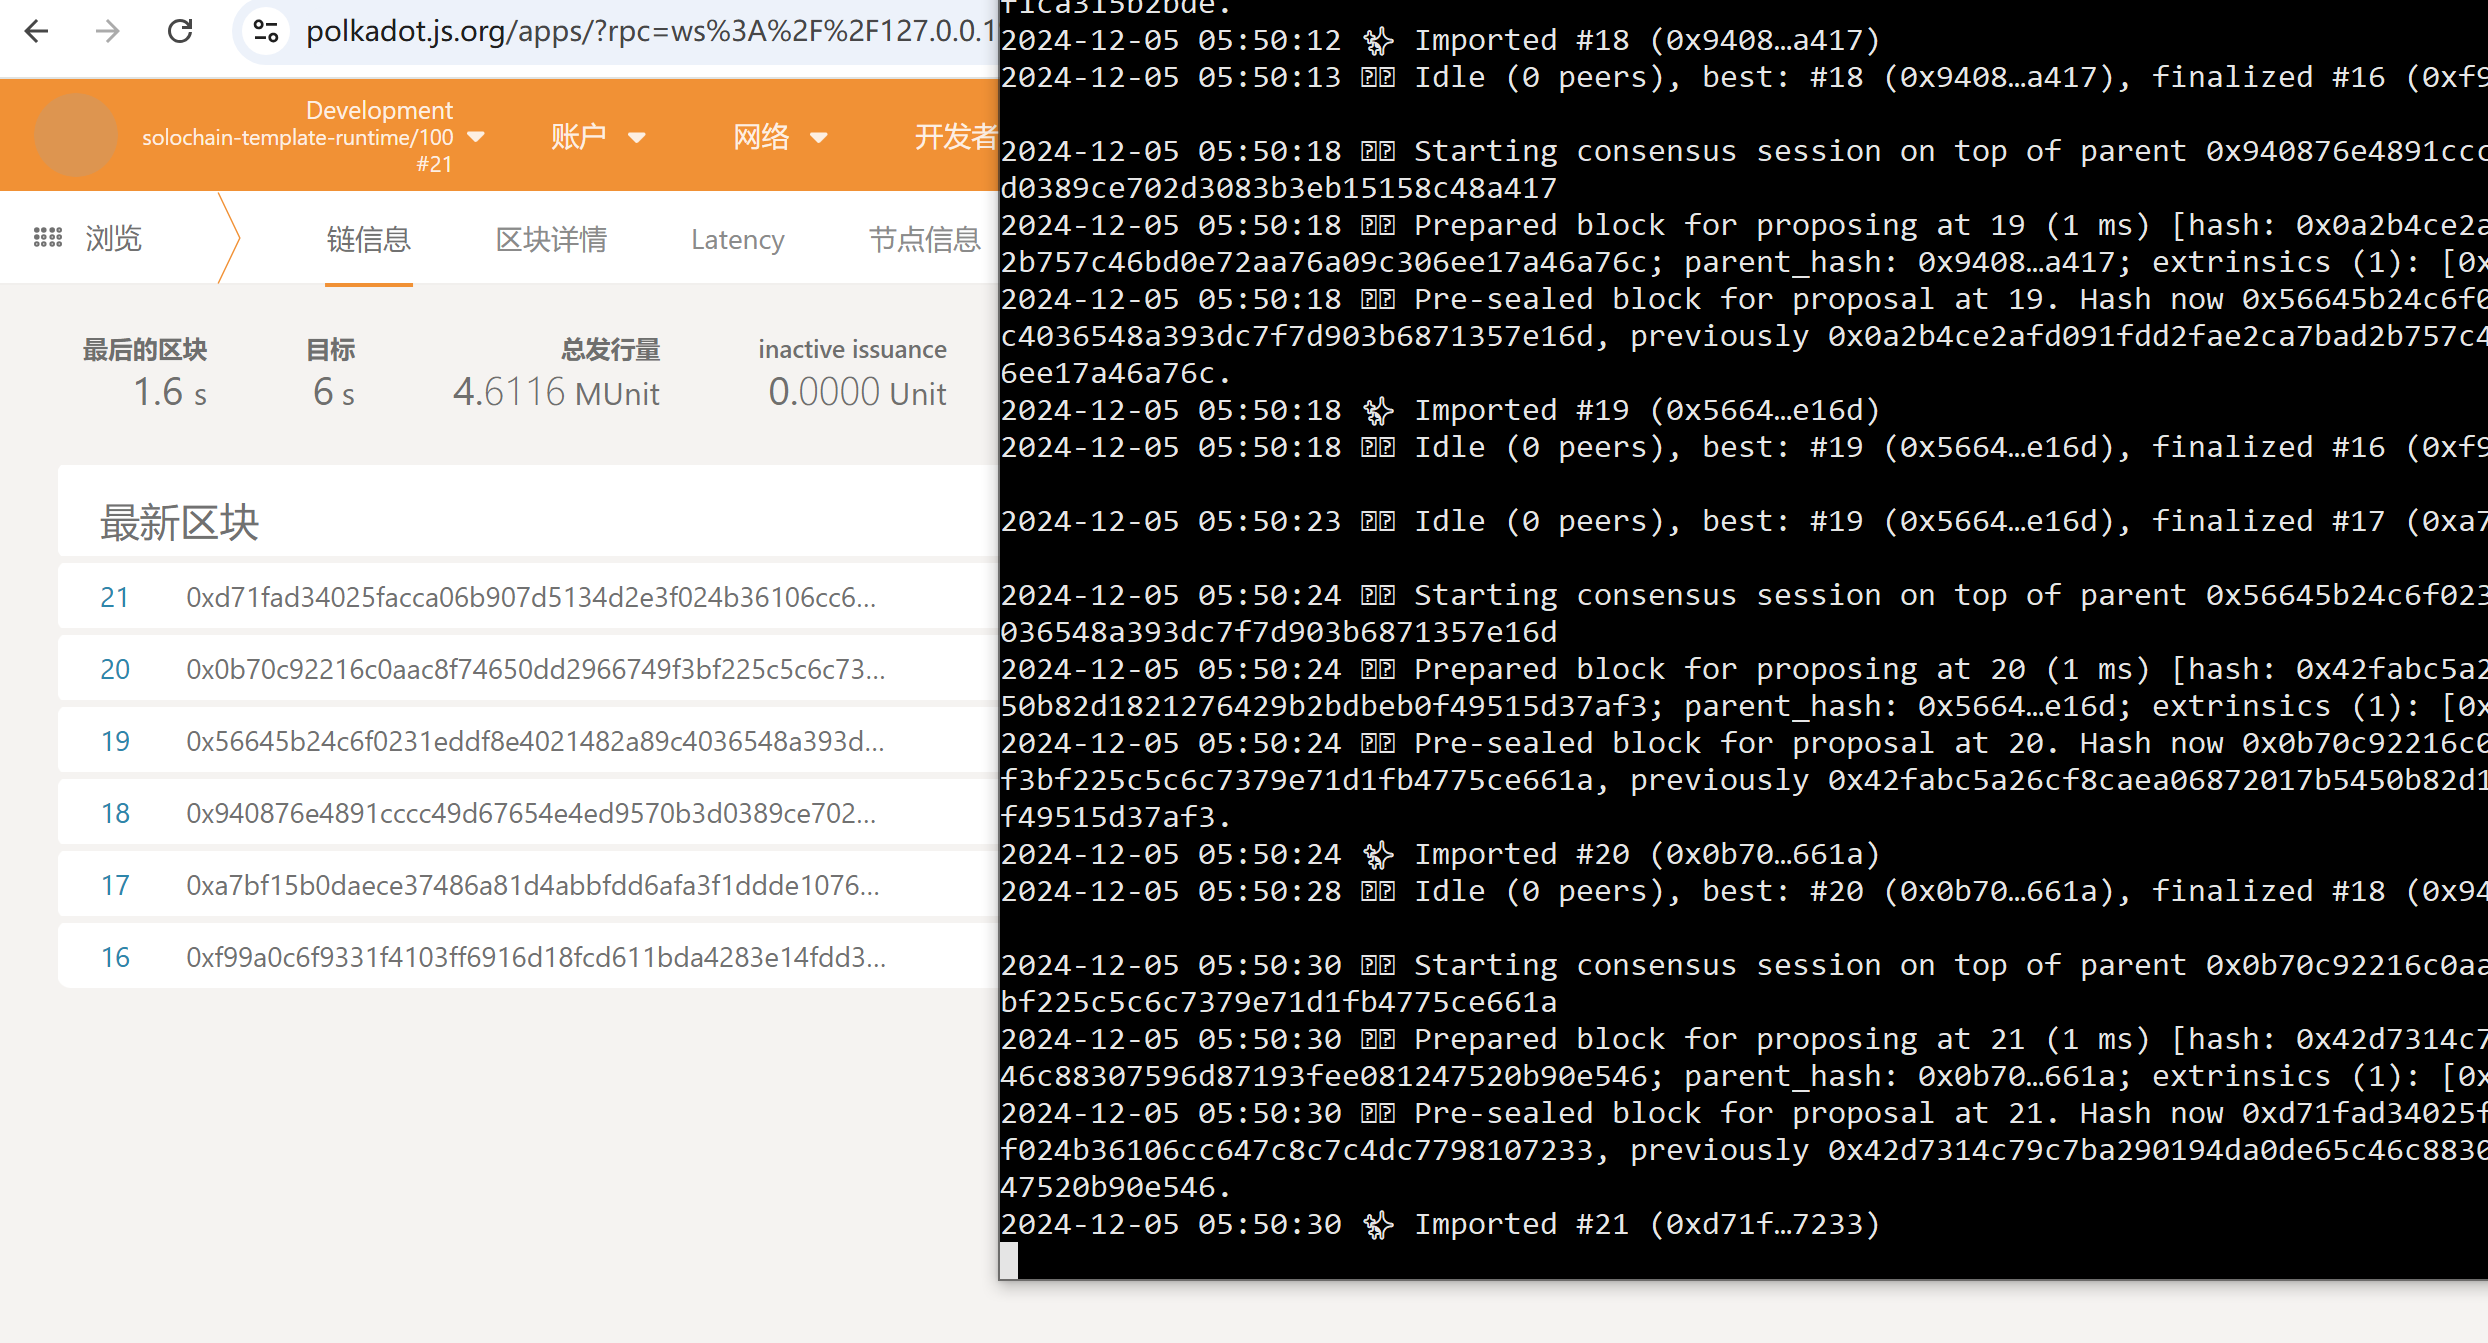 polkadot.js.org/apps/?rpc=ws%3A%2F%2F127.0.0.1
Development
solochain-template-runtime/100
#21
账户
网络
开发者
浏览
链信息
区块详情
Latency
节点信息
最后的区块
1.6 s
目标
6 s
总发行量
4.6116 MUnit
inactive issuance
0.0000 Unit
最新区块
21 0xd71fad34025facca06b907d5134d2e3f024b36106cc6...
20 0x0b70c92216c0aac8f74650dd2966749f3bf225c5c6c73...
19 0x56645b24c6f0231eddf8e4021482a89c4036548a393d...
18 0x940876e4891cccc49d67654e4ed9570b3d0389ce702...
17 0xa7bf15b0daece37486a81d4abbfdd6afa3f1ddde1076...
16 0xf99a0c6f9331f4103ff6916d18fcd611bda4283e14fdd3...
f1ca315b2bde.
2024-12-05 05:50:12 ✨ Imported #18 (0x9408…a417)
2024-12-05 05:50:13 Idle (0 peers), best: #18 (0x9408…a417), finalized #16 (0xf9
2024-12-05 05:50:18 Starting consensus session on top of parent 0x940876e4891ccc
d0389ce702d3083b3eb15158c48a417
2024-12-05 05:50:18 Prepared block for proposing at 19 (1 ms) [hash: 0x0a2b4ce2a
2b757c46bd0e72aa76a09c306ee17a46a76c; parent_hash: 0x9408…a417; extrinsics (1): [0x
2024-12-05 05:50:18 Pre-sealed block for proposal at 19. Hash now 0x56645b24c6f0
c4036548a393dc7f7d903b6871357e16d, previously 0x0a2b4ce2afd091fdd2fae2ca7bad2b757c4
6ee17a46a76c.
2024-12-05 05:50:18 ✨ Imported #19 (0x5664…e16d)
2024-12-05 05:50:18 Idle (0 peers), best: #19 (0x5664…e16d), finalized #16 (0xf9
2024-12-05 05:50:23 Idle (0 peers), best: #19 (0x5664…e16d), finalized #17 (0xa7
2024-12-05 05:50:24 Starting consensus session on top of parent 0x56645b24c6f023
036548a393dc7f7d903b6871357e16d
2024-12-05 05:50:24 Prepared block for proposing at 20 (1 ms) [hash: 0x42fabc5a2
50b82d1821276429b2bdbeb0f49515d37af3; parent_hash: 0x5664…e16d; extrinsics (1): [0x
2024-12-05 05:50:24 Pre-sealed block for proposal at 20. Hash now 0x0b70c92216c0
f3bf225c5c6c7379e71d1fb4775ce661a, previously 0x42fabc5a26cf8caea06872017b5450b82d1
f49515d37af3.
2024-12-05 05:50:24 ✨ Imported #20 (0x0b70…661a)
2024-12-05 05:50:28 Idle (0 peers), best: #20 (0x0b70…661a), finalized #18 (0x94
2024-12-05 05:50:30 Starting consensus session on top of parent 0x0b70c92216c0aa
bf225c5c6c7379e71d1fb4775ce661a
2024-12-05 05:50:30 Prepared block for proposing at 21 (1 ms) [hash: 0x42d7314c7
46c88307596d87193fee081247520b90e546; parent_hash: 0x0b70…661a; extrinsics (1): [0x
2024-12-05 05:50:30 Pre-sealed block for proposal at 21. Hash now 0xd71fad34025f
f024b36106cc647c8c7c4dc7798107233, previously 0x42d7314c79c7ba290194da0de65c46c8830
47520b90e546.
2024-12-05 05:50:30 ✨ Imported #21 (0xd71f…7233)